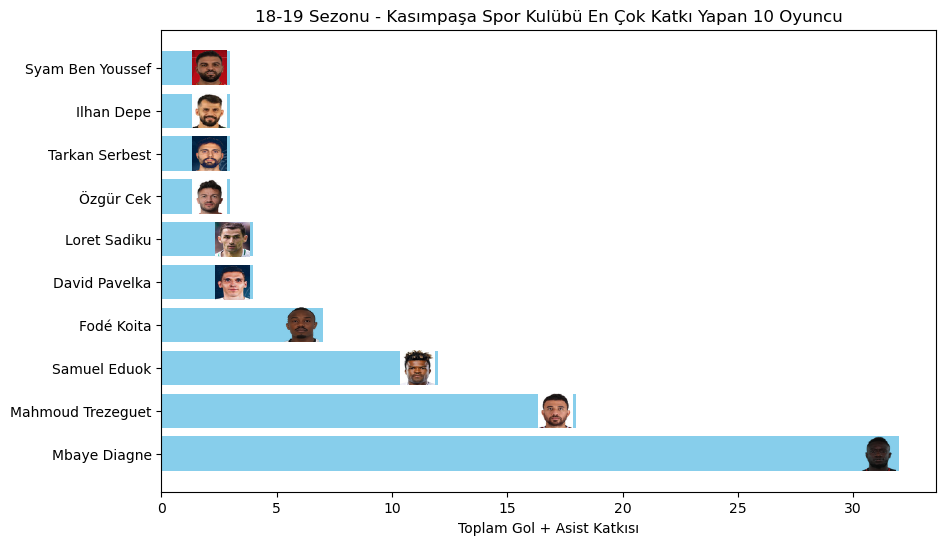 18-19 Sezonu - Kasımpaşa Spor Kulübü En Çok Katkı Yapan 10 Oyuncu
Syam Ben Youssef
Ilhan Depe
Tarkan Serbest
Özgür Cek
Loret Sadiku
David Pavelka
Fodé Koita
Samuel Eduok
Mahmoud Trezeguet
Mbaye Diagne
0 5 10 15 20 25 30
Toplam Gol + Asist Katkısı